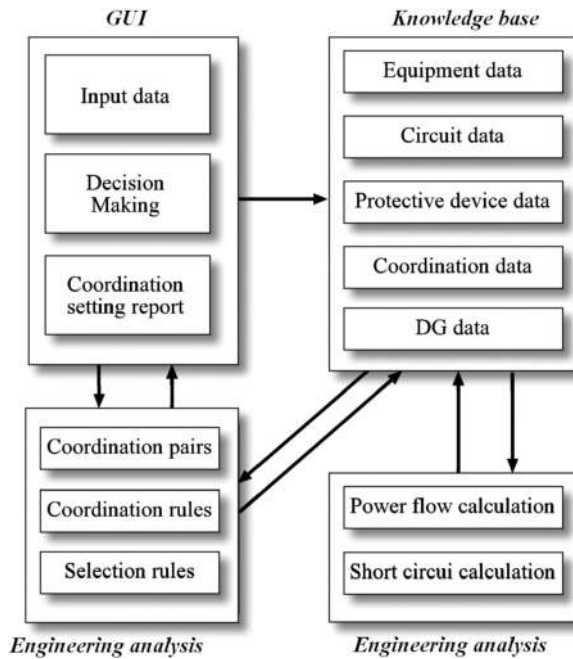 GUI
Input data
Decision
Making
Coordination
setting report
Knowledge base
Equipment data
Circuit data
Protective device data
Coordination data
DG data
Coordination pairs
Coordination rules
Selection rules
Engineering analysis
Power flow calculation
Short circui calculation
Engineering analysis